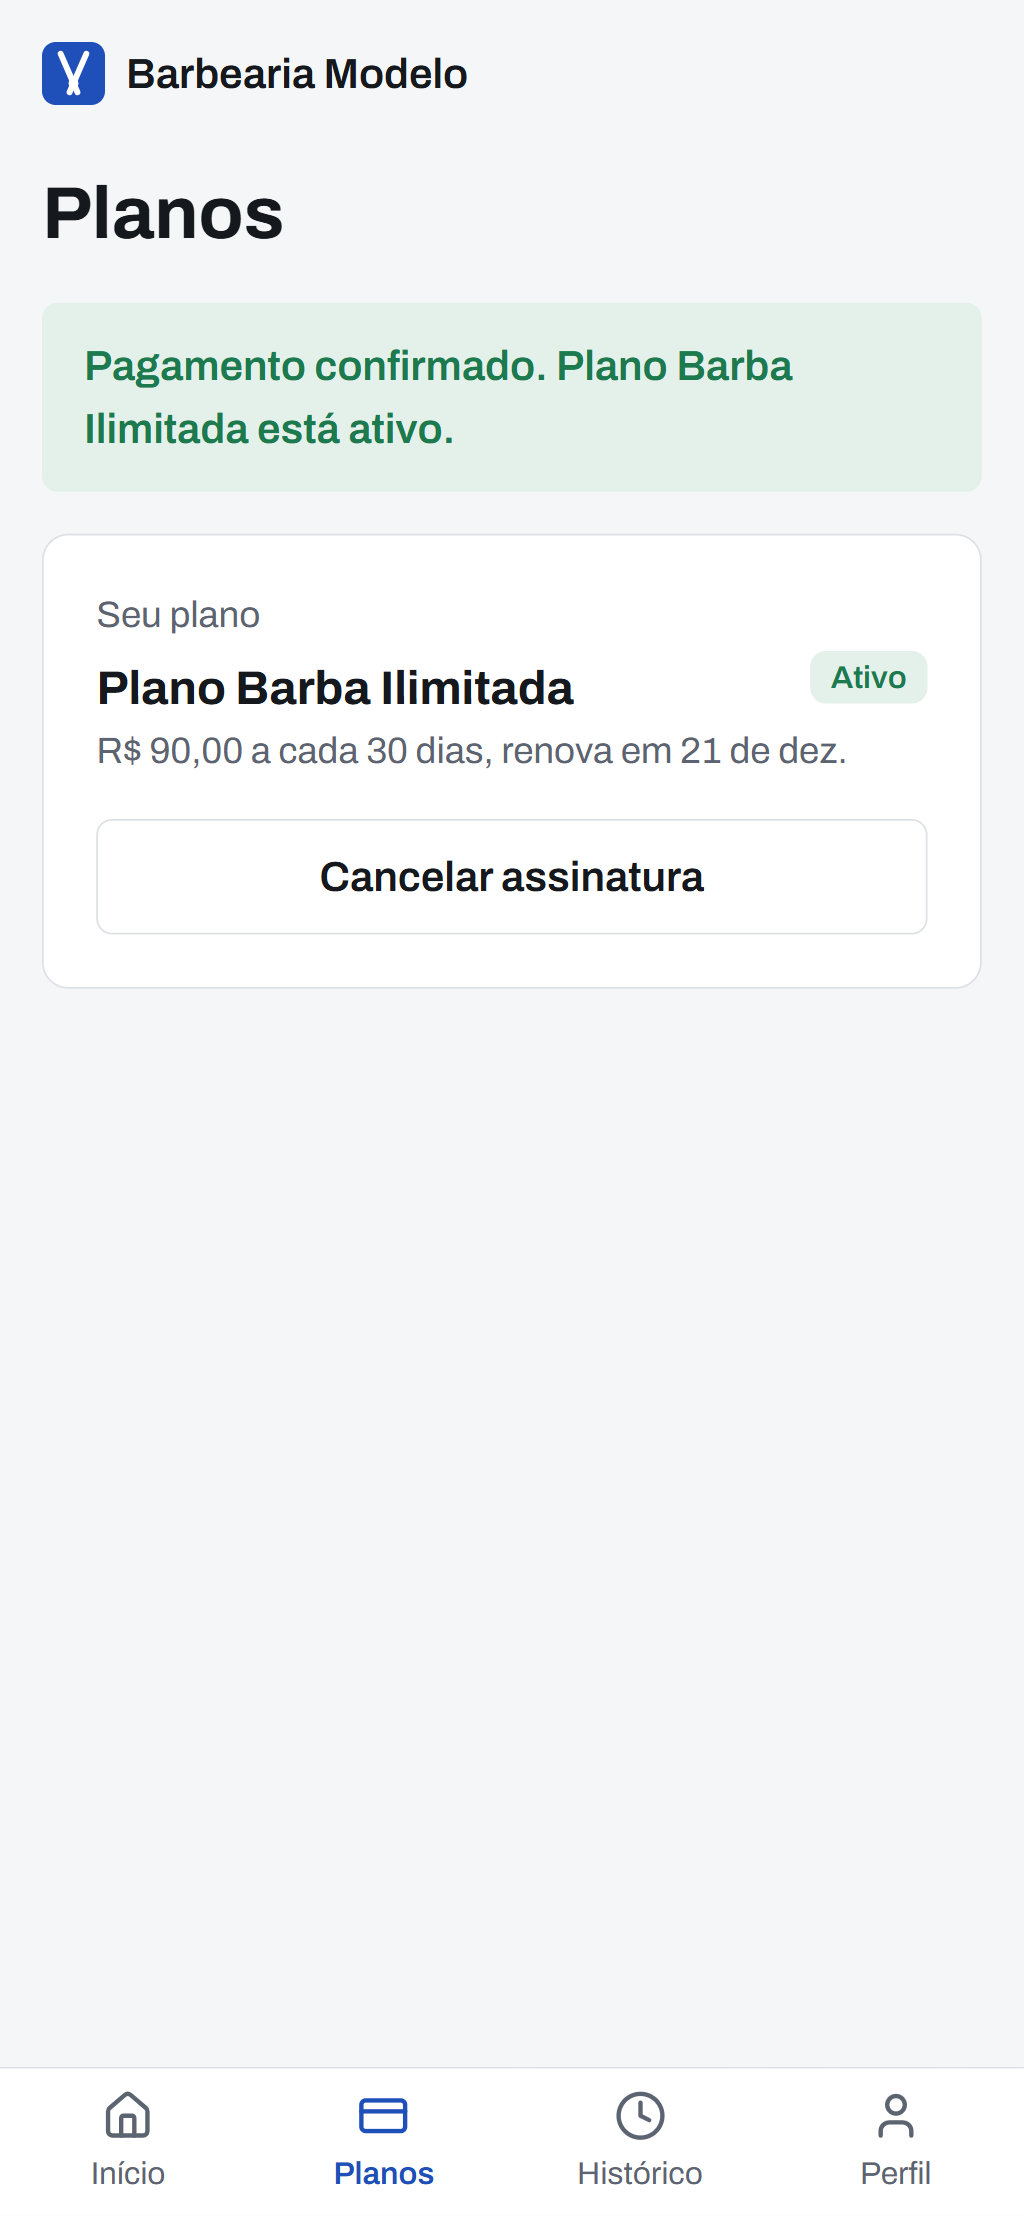 Barbearia Modelo
Planos
Pagamento confirmado. Plano Barba
Ilimitada está ativo.
Seu plano
Plano Barba Ilimitada
Ativo
R$ 90,00 a cada 30 dias, renova em 21 de dez.
Cancelar assinatura
Início
Planos
Histórico
Perfil